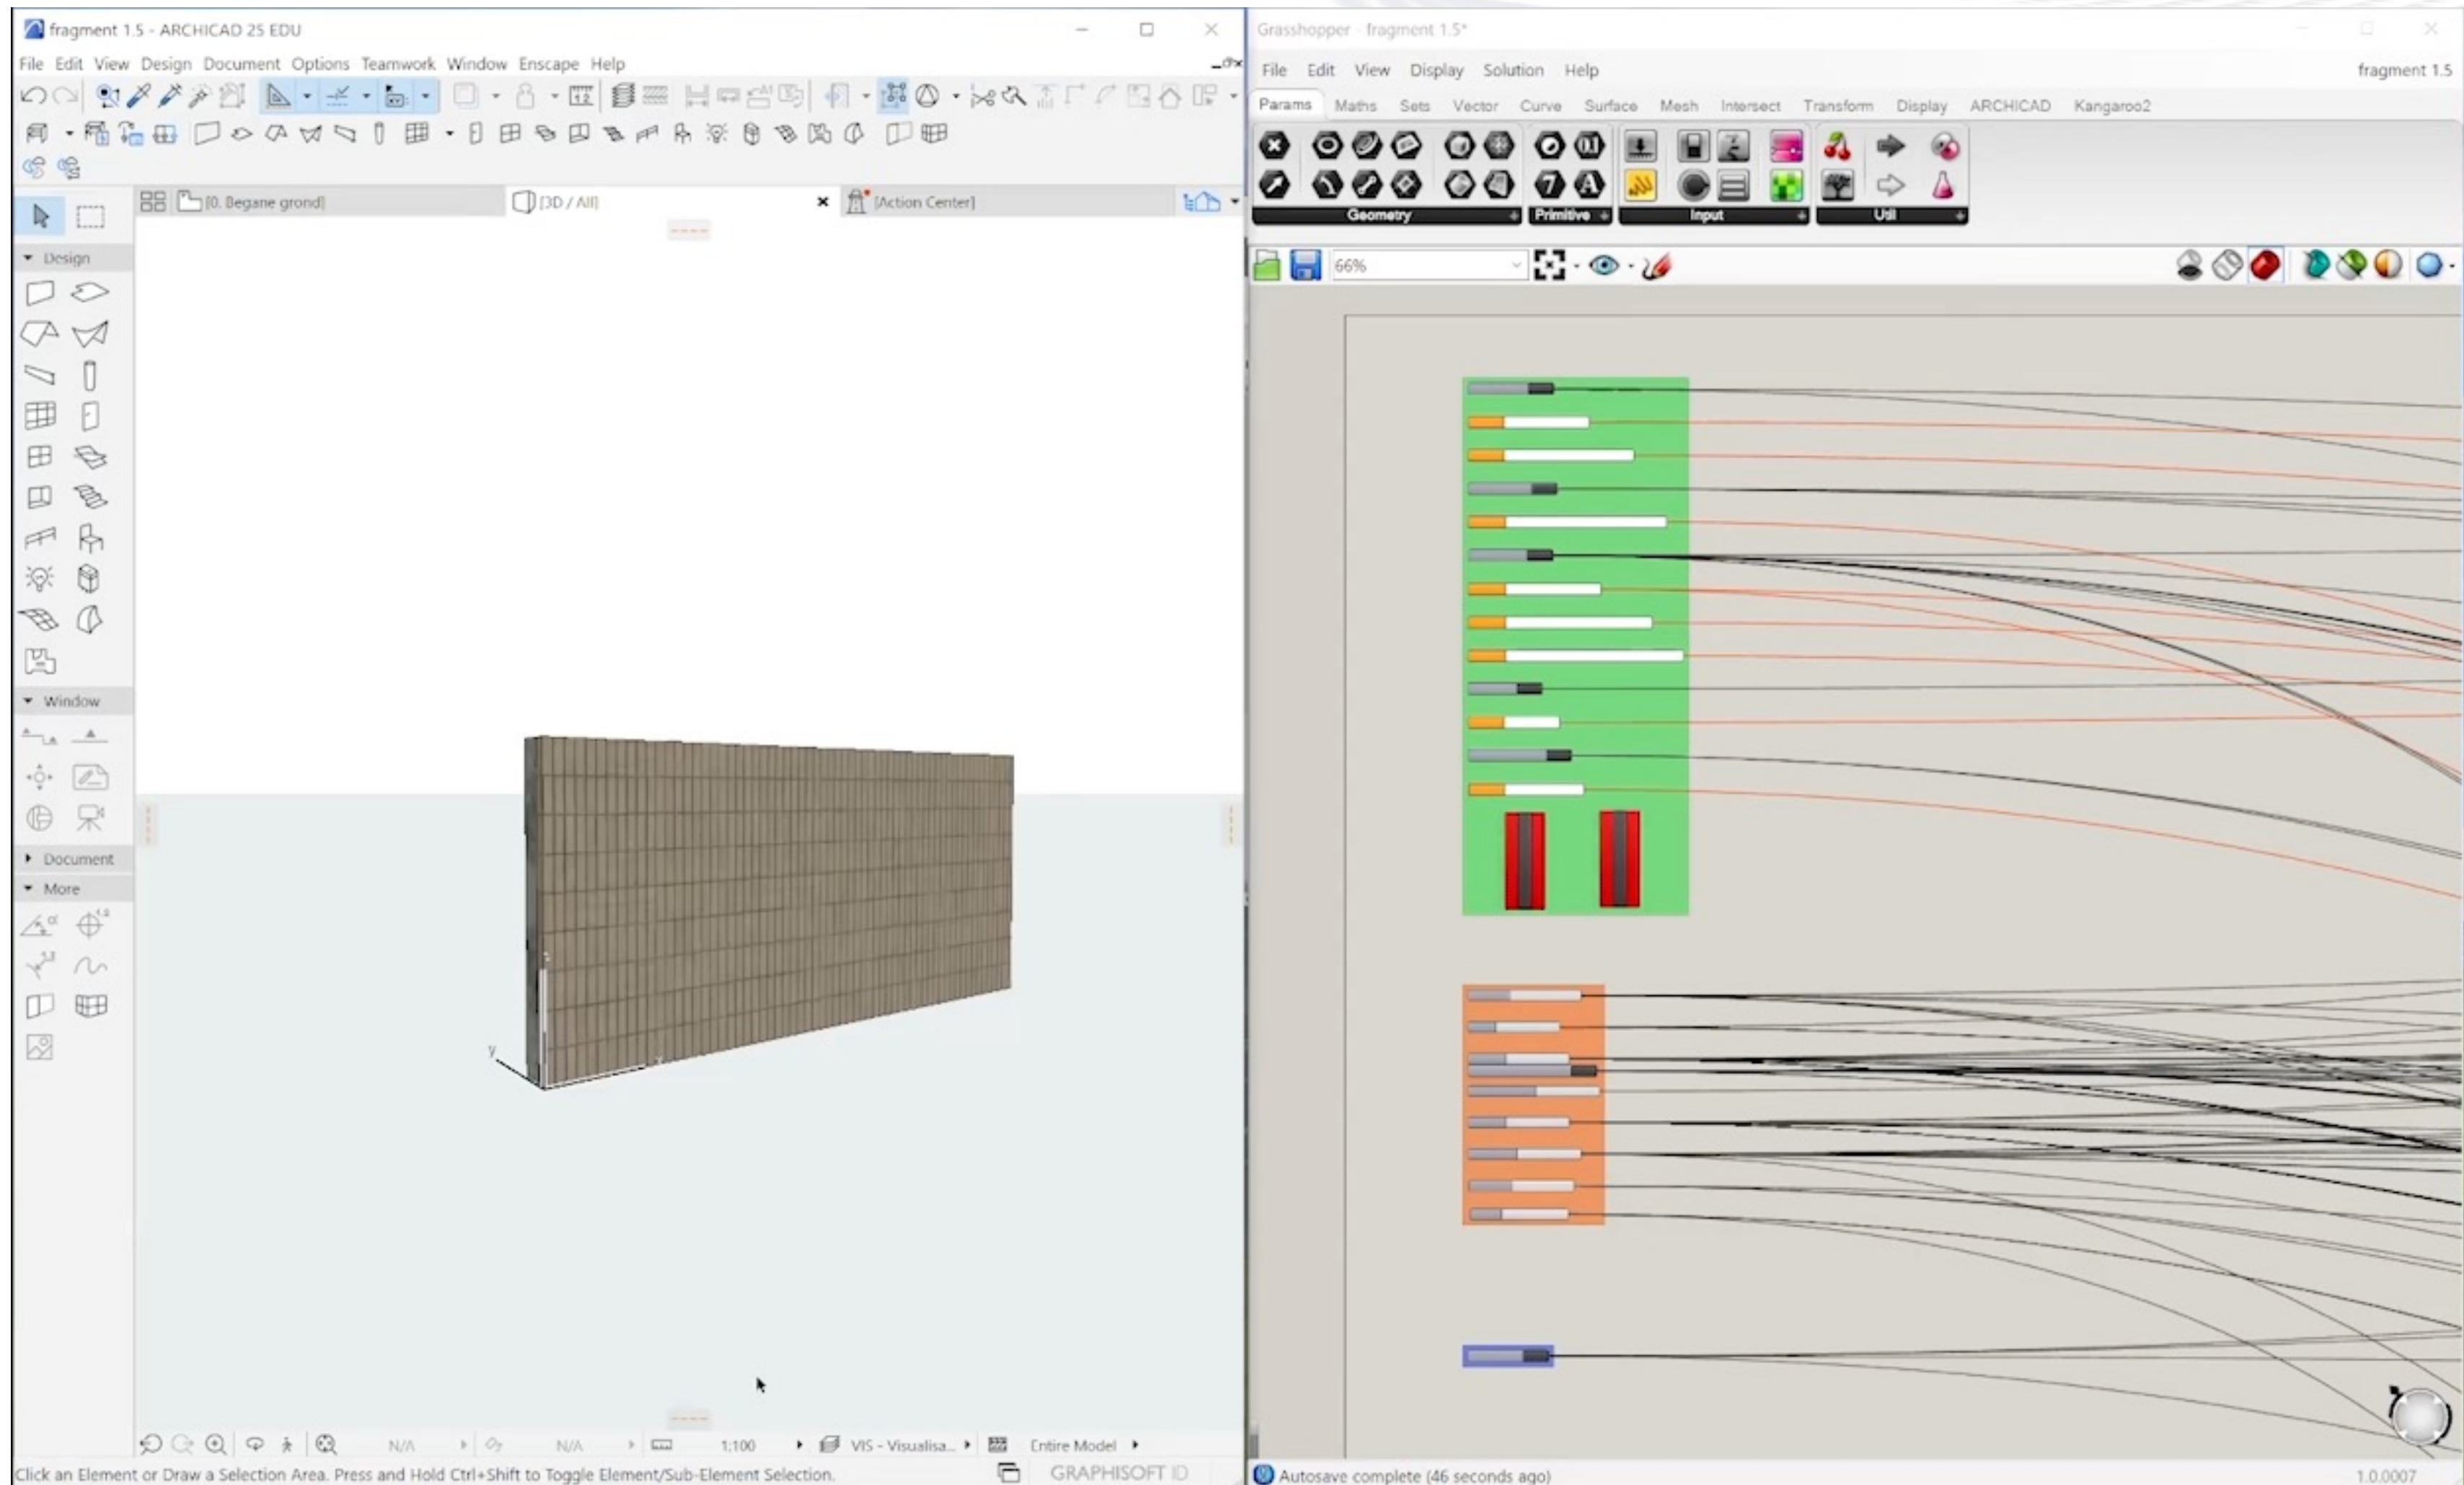 fragment 1.5 - ARCHICAD 25 EDU
File Edit View Design Document Options Teamwork Window Enscape Help
[0. Begane grond]
[3D / All]
[Action Center]
Design
Window
Document
More
y
x
N/A
N/A
1:100
VIS - Visualisa...
Entire Model
Click an Element or Draw a Selection Area. Press and Hold Ctrl+Shift to Toggle Element/Sub-Element Selection.
GRAPHISOFT ID
Grasshopper - fragment 1.5*
File Edit View Display Solution Help
fragment 1.5
Params Maths Sets Vector Curve Surface Mesh Intersect Transform Display ARCHICAD Kangaroo2
Geometry
Primitive
Input
Util
66%
Autosave complete (46 seconds ago)
1.0.0007